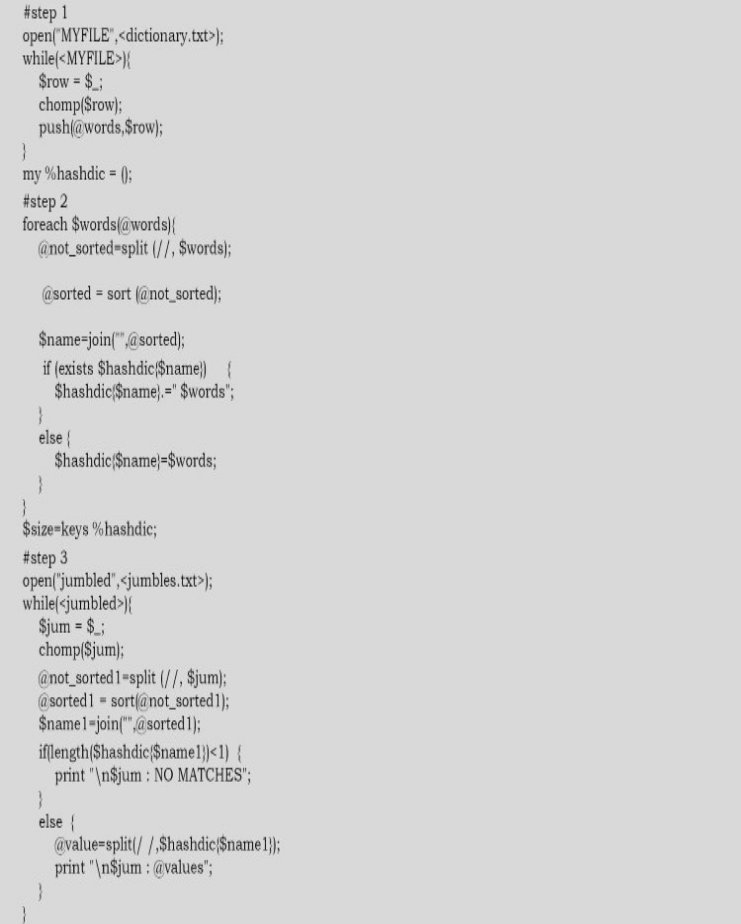 #step 1
open("MYFILE",<dictionary.txt>);
while(<MYFILE>){
$row = $_;
chomp($row);
push(@words,$row);
}
my %hashdic = ();
#step 2
foreach $words(@words){
@not_sorted=split (//, $words);
@sorted = sort (@not_sorted);
$name=join("",@sorted);
if (exists $hashdic{$name}) {
$hashdic{$name}.=" $words";
}
else {
$hashdic{$name}=$words;
}
}
$size=keys %hashdic;
#step 3
open("jumbled",<jumbles.txt>);
while(<jumbled>){
$jum = $_;
chomp($jum);
@not_sorted1=split (//, $jum);
@sorted1 = sort(@not_sorted1);
$name1=join("",@sorted1);
if(length($hashdic{$name1})<1) {
print "\n$jum : NO MATCHES";
}
else {
@value=split(/ /,$hashdic{$name1});
print "\n$jum : @values";
}
}